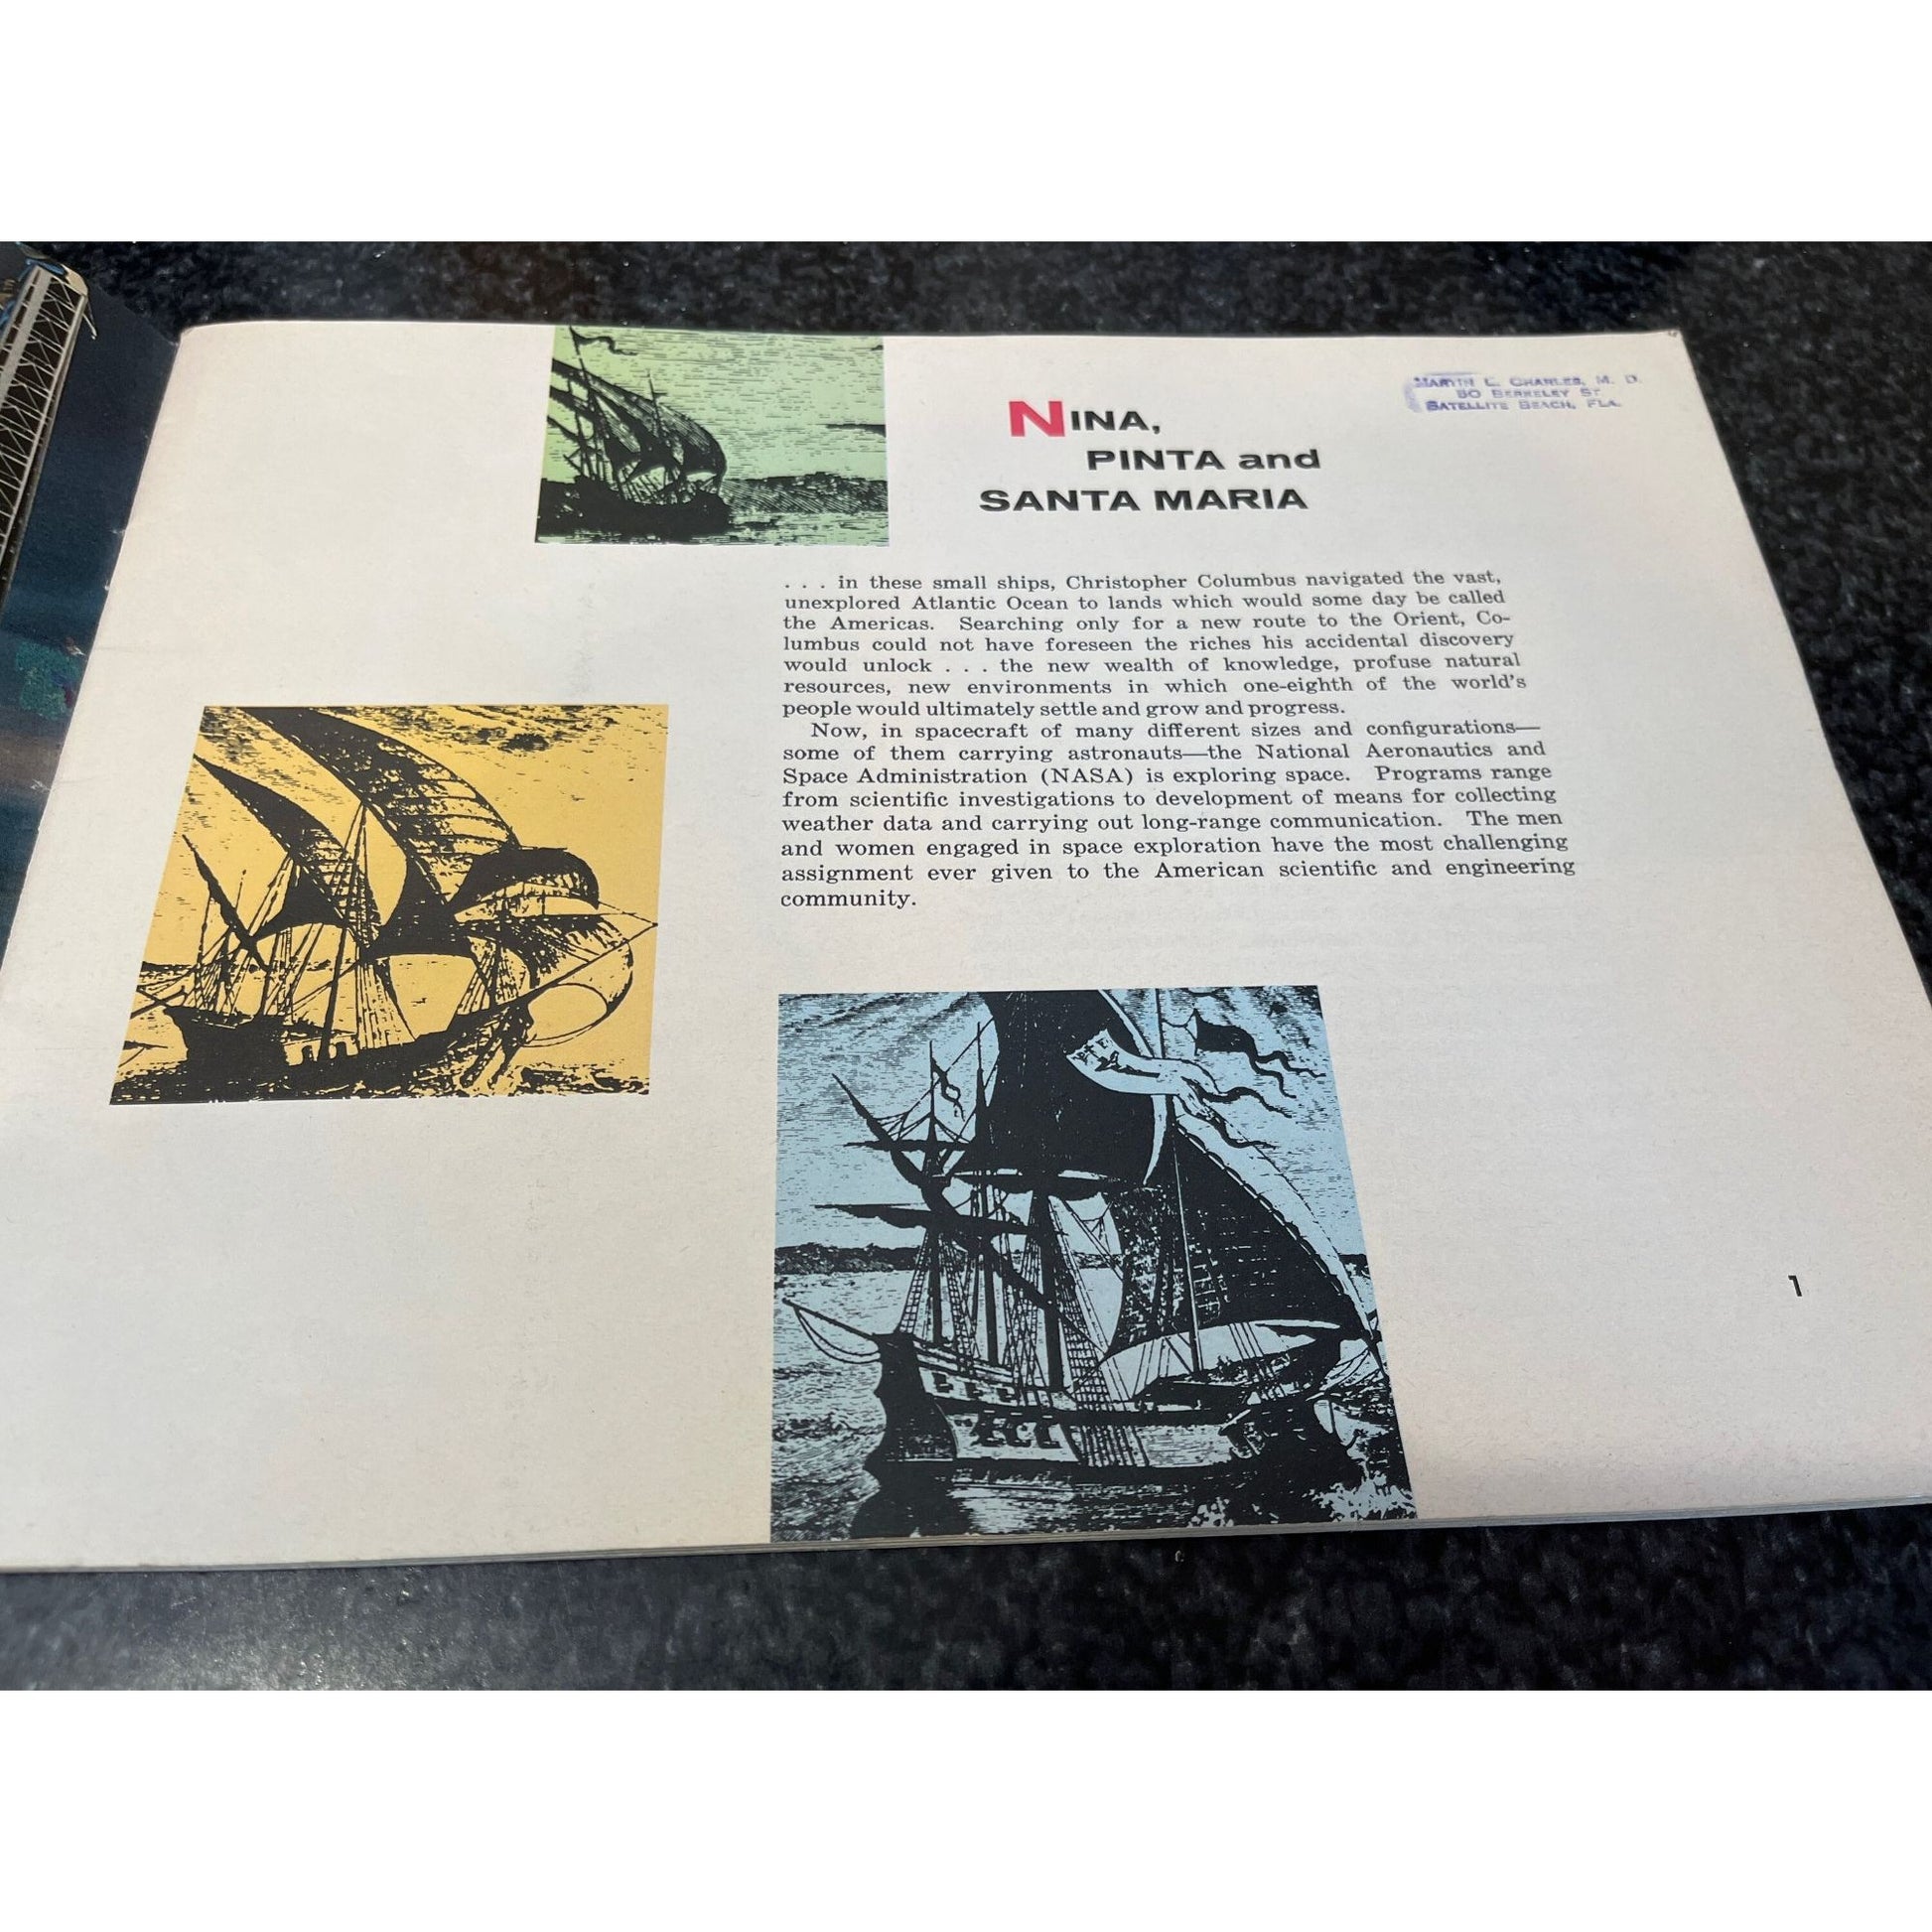 NINA,
PINTA and
SANTA MARIA
L. CHARLES, M. D.
80 BERKELEY ST
SATELLITE BEACH, FLA.
. . . in these small ships, Christopher Columbus navigated the vast,
unexplored Atlantic Ocean to lands which would some day be called
the Americas. Searching only for a new route to the Orient, Co-
lumbus could not have foreseen the riches his accidental discovery
would unlock . . . the new wealth of knowledge, profuse natural
resources, new environments in which one-eighth of the world's
people would ultimately settle and grow and progress.
Now, in spacecraft of many different sizes and configurations—
some of them carrying astronauts—the National Aeronautics and
Space Administration (NASA) is exploring space. Programs range
from scientific investigations to development of means for collecting
weather data and carrying out long-range communication. The men
and women engaged in space exploration have the most challenging
assignment ever given to the American scientific and engineering
community.
1